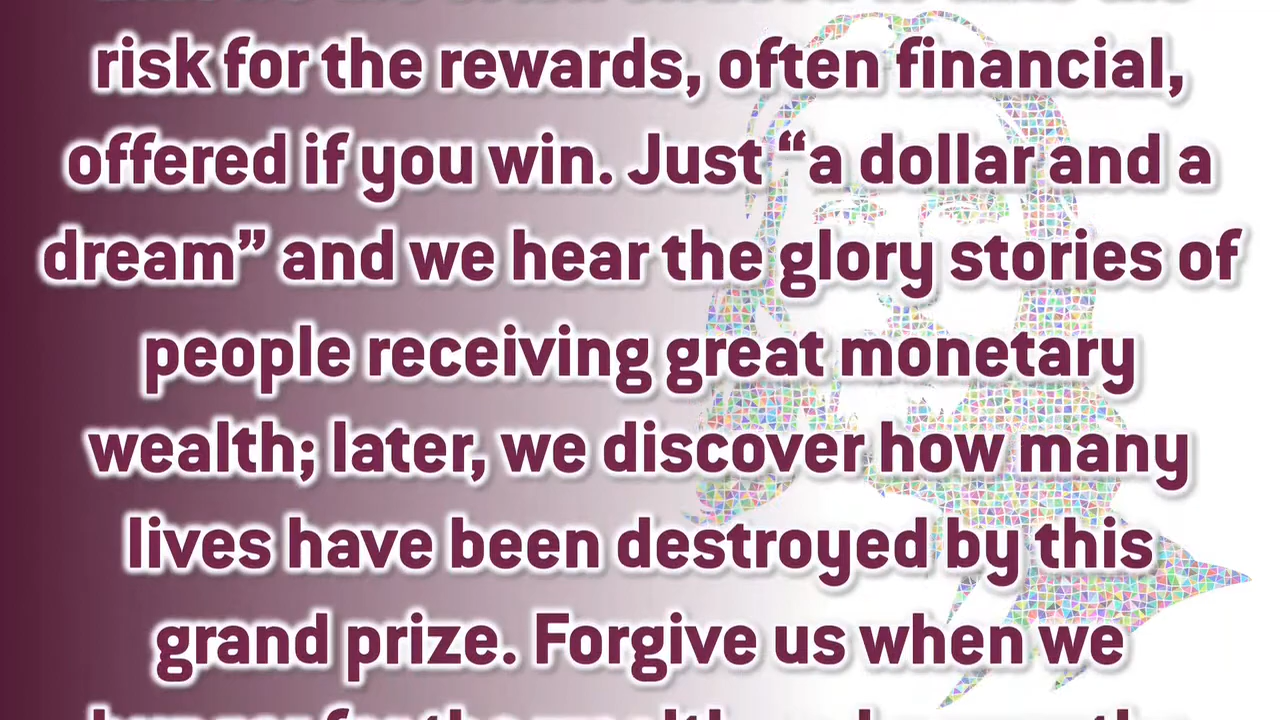 risk for the rewards, often financial,
offered if you win. Just “a dollar and a
dream” and we hear the glory stories of
people receiving great monetary
wealth; later, we discover how many
lives have been destroyed by this
grand prize. Forgive us when we